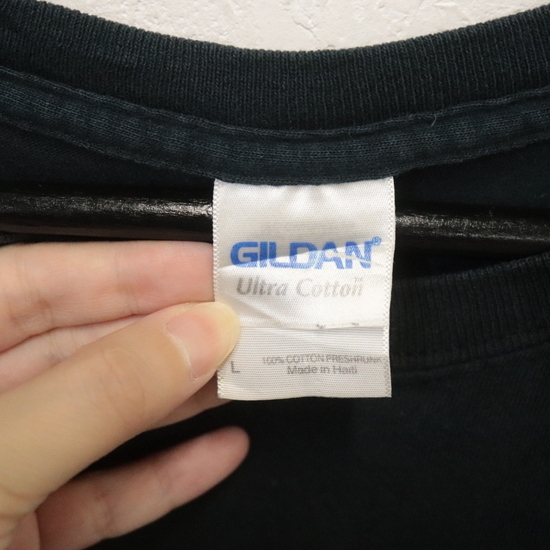 GILDAN®
Ultra Cotton
L 100% COTTON PRESHRUNK
Made in Haiti